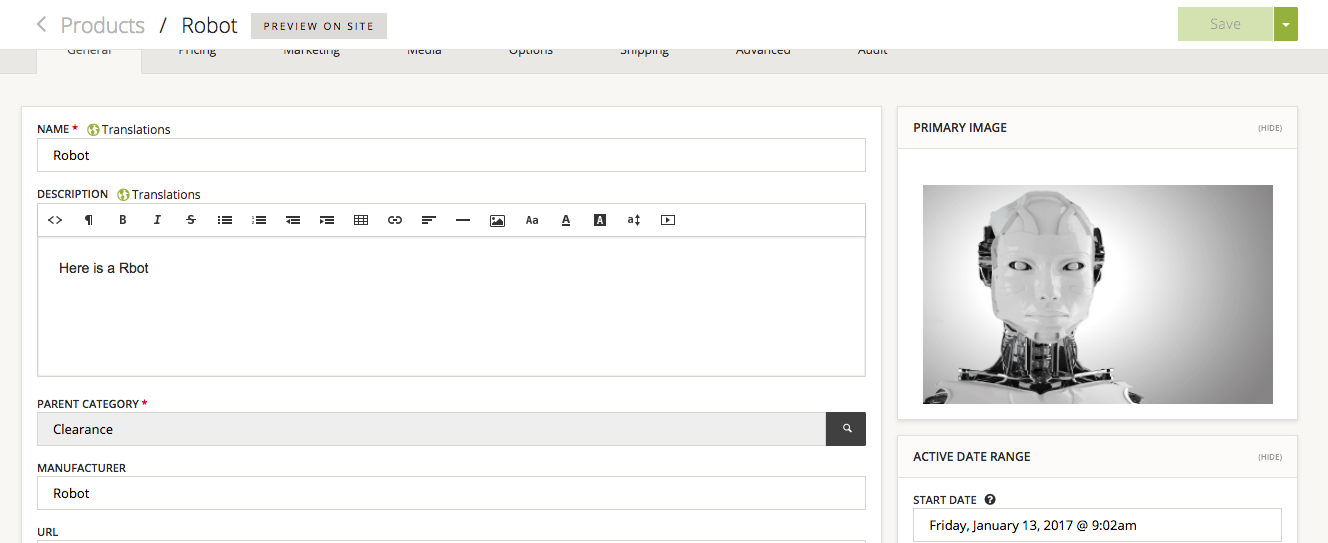 Products / Robot PREVIEW ON SITE Save
General Pricing Marketing Media Options Shipping Advanced Audit
NAME * Translations
Robot
DESCRIPTION Translations
B I S Aa A A a
Here is a Rbot
PARENT CATEGORY *
Clearance
MANUFACTURER
Robot
URL
PRIMARY IMAGE (HIDE)
ACTIVE DATE RANGE (HIDE)
START DATE ?
Friday, January 13, 2017 @ 9:02am